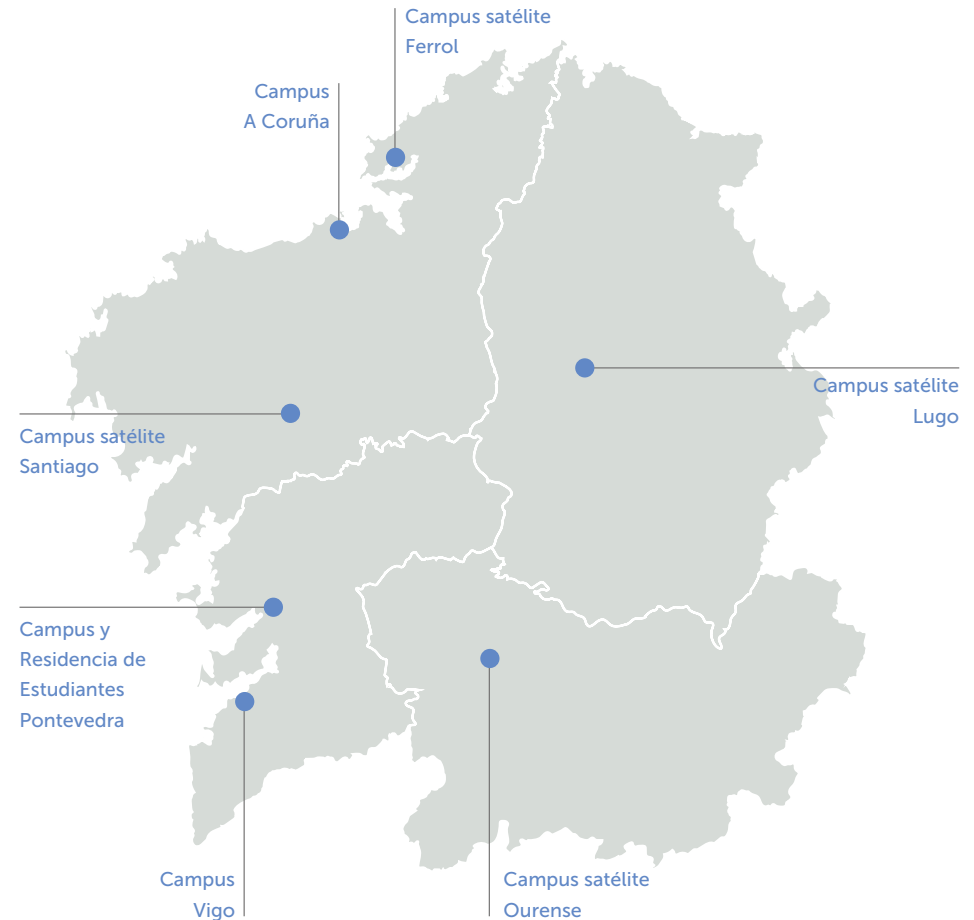 Campus satélite
Ferrol
Campus
A Coruña
Campus satélite
Lugo
Campus satélite
Santiago
Campus y
Residencia de
Estudiantes
Pontevedra
Campus
Vigo
Campus satélite
Ourense